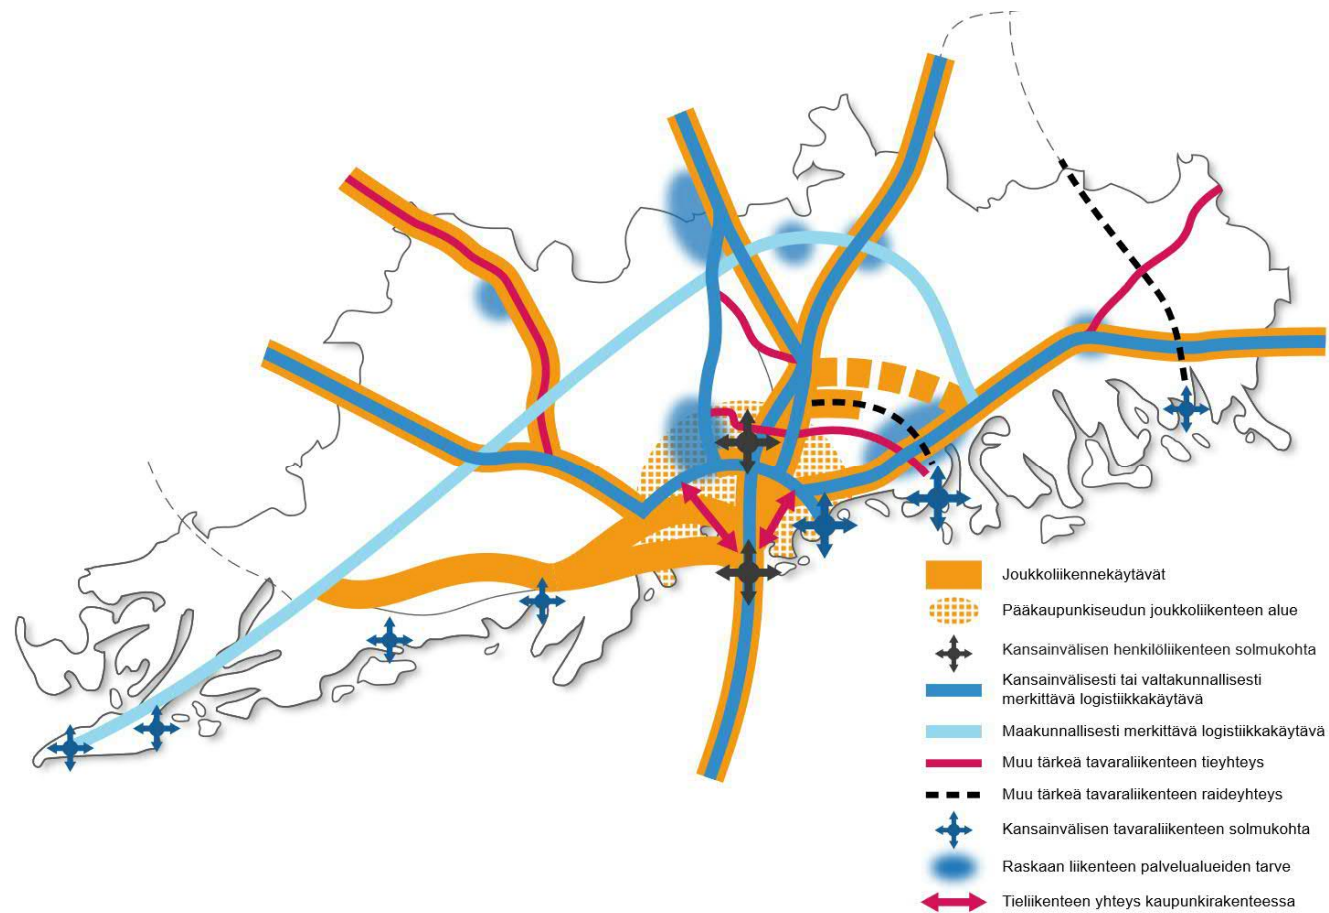 Joukkoliikennekäytävät
Pääkaupunkiseudun joukkoliikenteen alue
Kansainvälisen henkilöliikenteen solmukohta
Kansainvälisesti tai valtakunnallisesti
merkittävä logistiikkakäytävä
Maakunnallisesti merkittävä logistiikkakäytävä
Muu tärkeä tavaraliikenteen tieyhteys
Muu tärkeä tavaraliikenteen raideyhteys
Kansainvälisen tavaraliikenteen solmukohta
Raskaan liikenteen palvelualueiden tarve
Tieliikenteen yhteys kaupunkirakenteessa